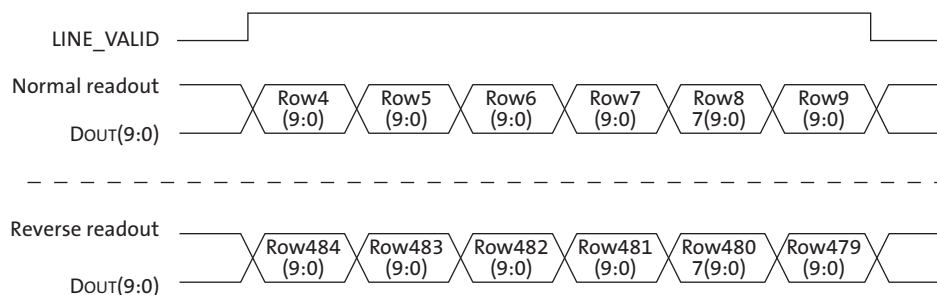 LINE_VALID
Normal readout
Row4 Row5 Row6 Row7 Row8 Row9
(9:0) (9:0) (9:0) (9:0) 7(9:0) (9:0)
DOUT(9:0)
Reverse readout
Row484 Row483 Row482 Row481 Row480 Row479
(9:0) (9:0) (9:0) (9:0) 7(9:0) (9:0)
DOUT(9:0)